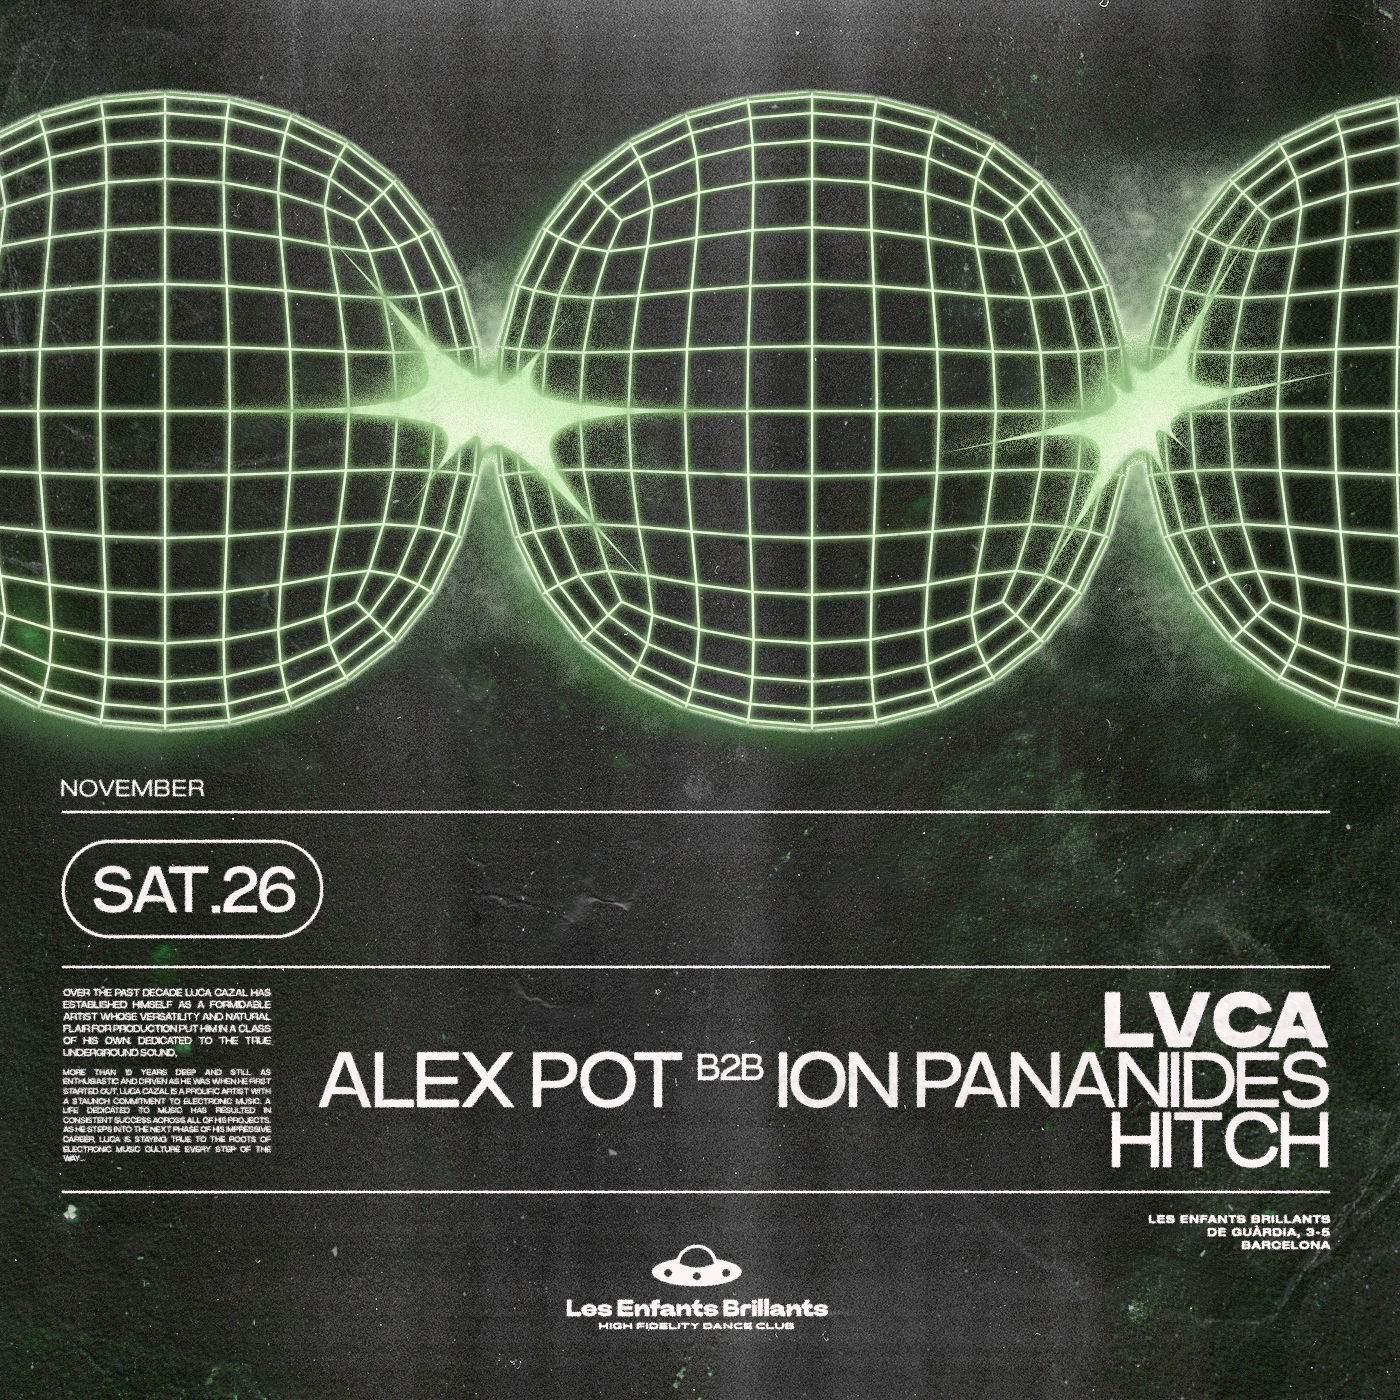 NOVEMBER
SAT.26
OVER THE PAST DECADE LUCA CAZAL HAS
ESTABLISHED HIMSELF AS A FORMIDABLE
ARTIST WHOSE VERSATILITY AND NATURAL
FLAIR FOR PRODUCTION PUT HIM IN A CLASS
OF HIS OWN. DEDICATED TO THE TRUE
UNDERGROUND SOUND.
MORE THAN 15 YEARS DEEP AND STILL AS
ENTHUSIASTIC AND DRIVEN AS HE WAS WHEN HE FIRST
STARTED OUT, LUCA CAZAL IS A PROLIFIC ARTIST WITH
A STAUNCH COMMITMENT TO ELECTRONIC MUSIC. A
LIFE DEDICATED TO MUSIC HAS RESULTED IN
CONSISTENT SUCCESS ACROSS ALL OF HIS PROJECTS.
AS HE STEPS INTO THE NEXT PHASE OF HIS IMPRESSIVE
CAREER, LUCA IS STAYING TRUE TO THE ROOTS OF
ELECTRONIC MUSIC CULTURE EVERY STEP OF THE
WAY...
LVCA
ALEX POT B2B ION PANANIDES
HITCH
LES ENFANTS BRILLANTS
DE GUÀRDIA, 3-5
BARCELONA
Les Enfants Brillants
HIGH FIDELITY DANCE CLUB